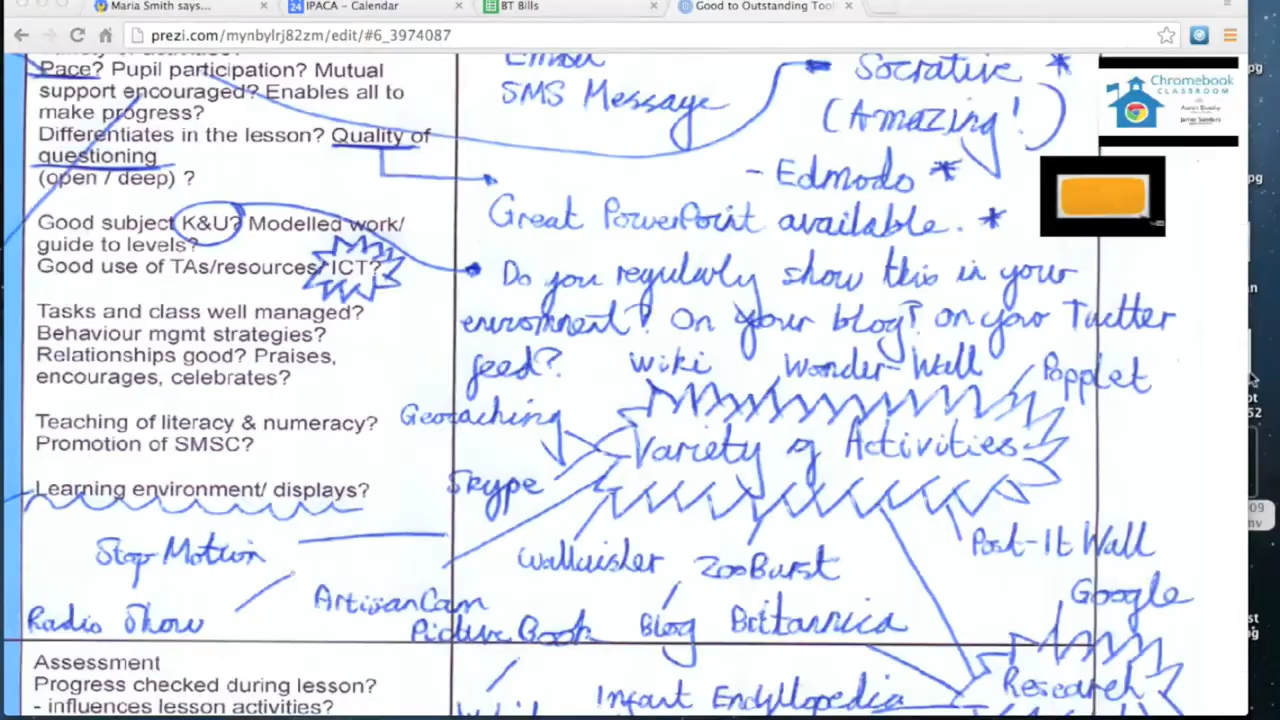 Maria Smith says...
IPACA - Calendar
BT Bills
Good to Outstanding Tool
prezi.com/mynbylrj82zm/edit/#6_3974087
Pace? Pupil participation? Mutual
support encouraged? Enables all to
make progress?
Differentiates in the lesson? Quality of
questioning
(open / deep) ?
Good subject K&U? Modelled work/
guide to levels?
Good use of TAs/resources/ ICT?
Tasks and class well managed?
Behaviour mgmt strategies?
Relationships good? Praises,
encourages, celebrates?
Teaching of literacy & numeracy?
Promotion of SMSC?
Learning environment/ displays?
Stop Motion
Radio Show
ArtisanCam
Picture Book
Assessment
Progress checked during lesson?
- influences lesson activities?
SMS Message
Socrative *
(Amazing!)
- Edmodo *
Great PowerPoint available. *
Do you regularly show this in your
environment? On your blog? on your Twitter
feed?
Wiki
Wonder-Wall
Popplet
Geocaching
Variety of Activities
Skype
Wallwisher
ZooBurst
Post-It Wall
Blog
Britannica
Google
Infant Encyllopedia
Research
Chromebook
CLASSROOM